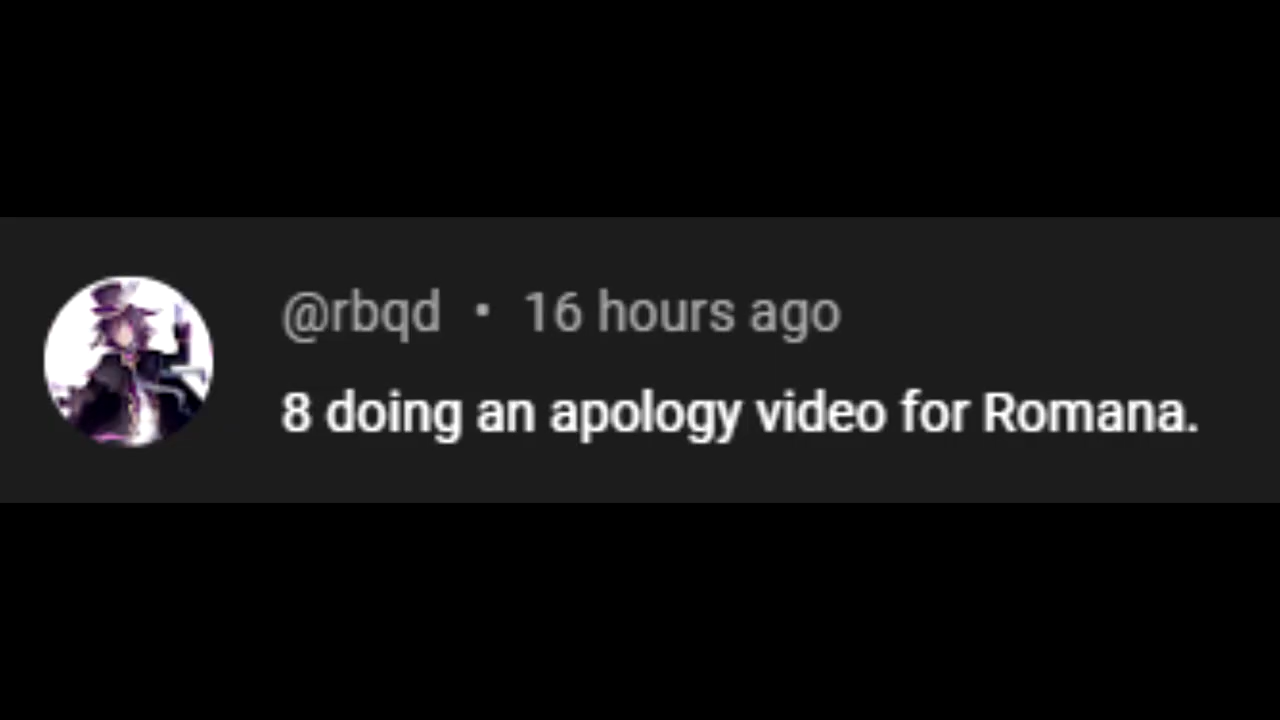 @rbqd • 16 hours ago
8 doing an apology video for Romana.